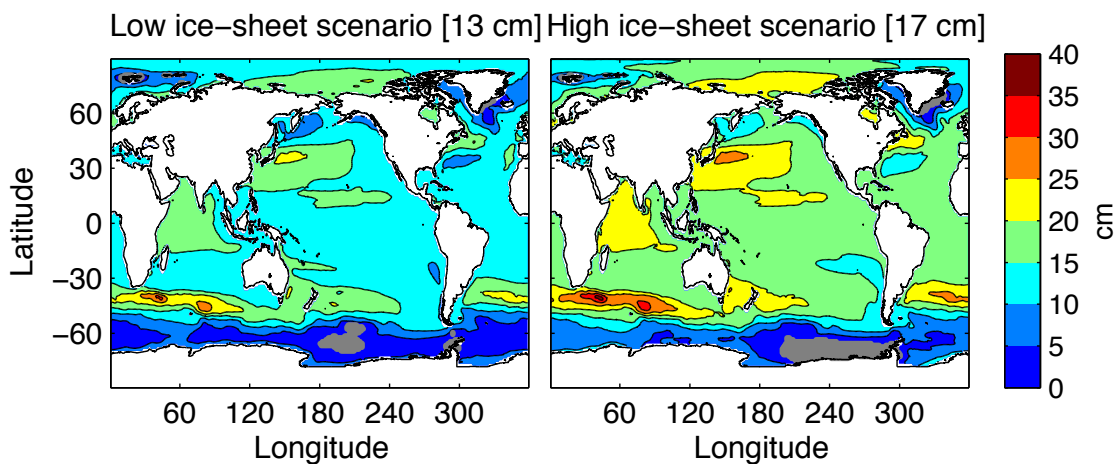 Low ice−sheet scenario [13 cm] High ice−sheet scenario [17 cm]
60
30
0
−30
−60
Latitude
60 120 180 240 300
Longitude
60 120 180 240 300
Longitude
40
35
30
25
20
15
10
5
0
cm